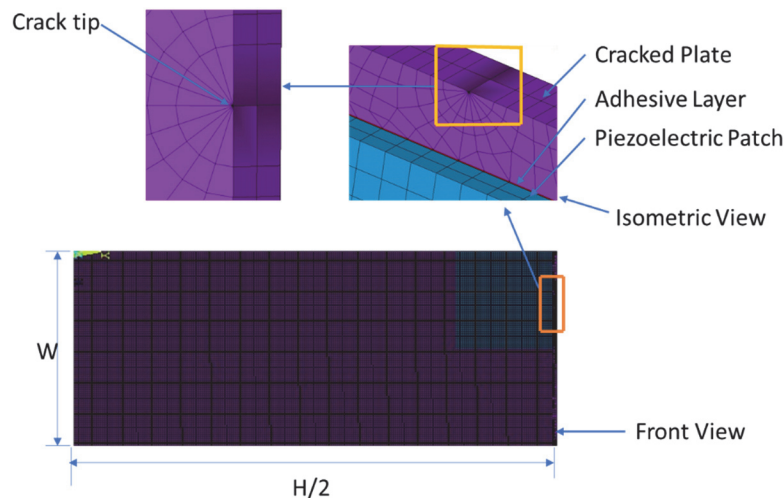 Crack tip
Cracked Plate
Adhesive Layer
Piezoelectric Patch
Isometric View
W
Front View
H/2